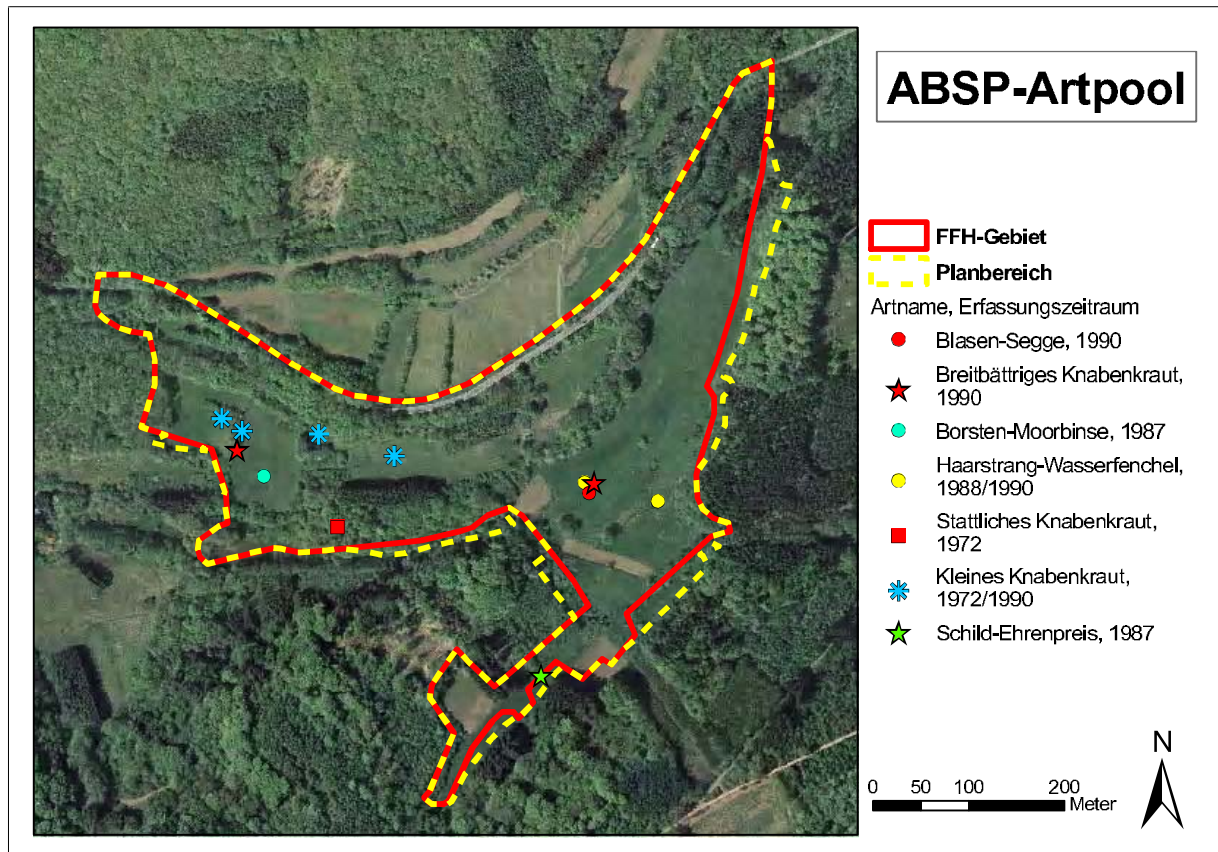 ABSP-Artpool
FFH-Gebiet
Planbereich
Artname, Erfassungszeitraum
Blasen-Segge, 1990
Breitbättriges Knabenkraut,
1990
Borsten-Moorbinse, 1987
Haarstrang-Wasserfenchel,
1988/1990
Stattliches Knabenkraut,
1972
Kleines Knabenkraut,
1972/1990
Schild-Ehrenpreis, 1987
N
0 50 100 200
Meter